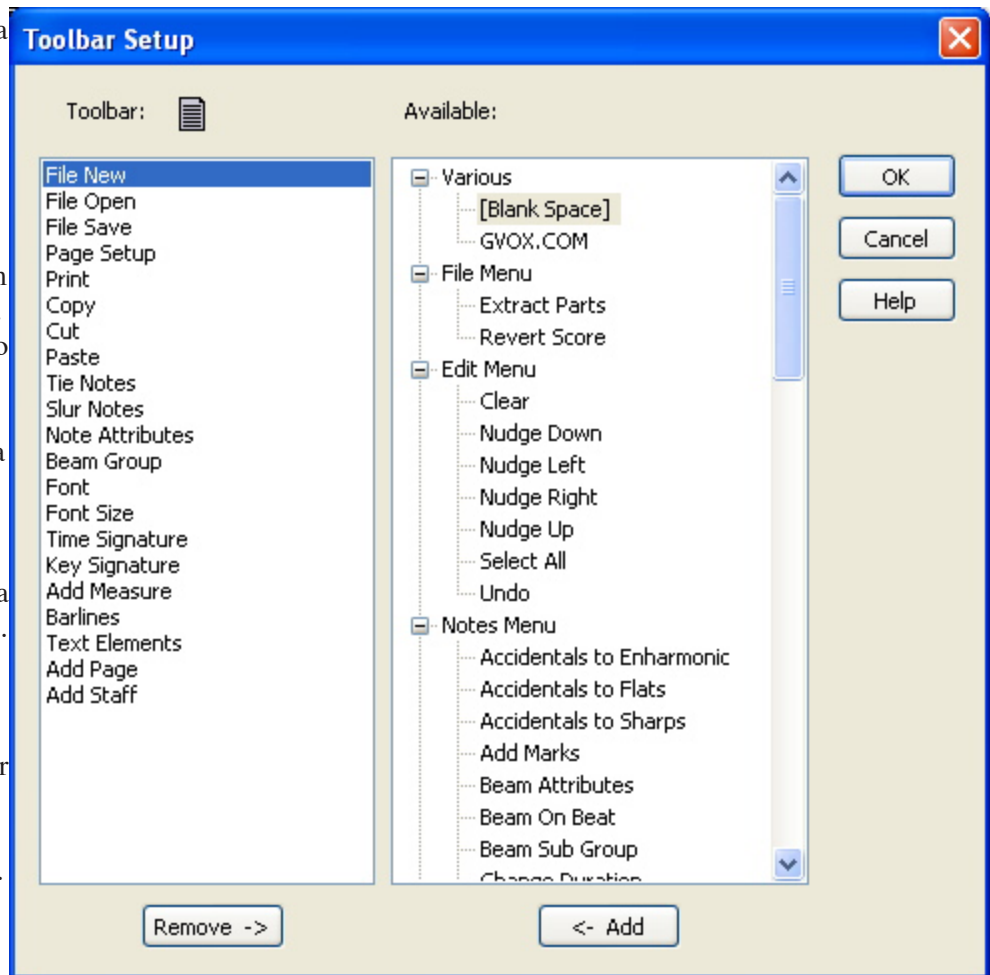 Toolbar Setup
Toolbar:
Available:
File New
File Open
File Save
Page Setup
Print
Copy
Cut
Paste
Tie Notes
Slur Notes
Note Attributes
Beam Group
Font
Font Size
Time Signature
Key Signature
Add Measure
Barlines
Text Elements
Add Page
Add Staff
Various
[Blank Space]
GVOX.COM
File Menu
Extract Parts
Revert Score
Edit Menu
Clear
Nudge Down
Nudge Left
Nudge Right
Nudge Up
Select All
Undo
Notes Menu
Accidentals to Enharmonic
Accidentals to Flats
Accidentals to Sharps
Add Marks
Beam Attributes
Beam On Beat
Beam Sub Group
Change Duration
OK
Cancel
Help
Remove ->
<- Add